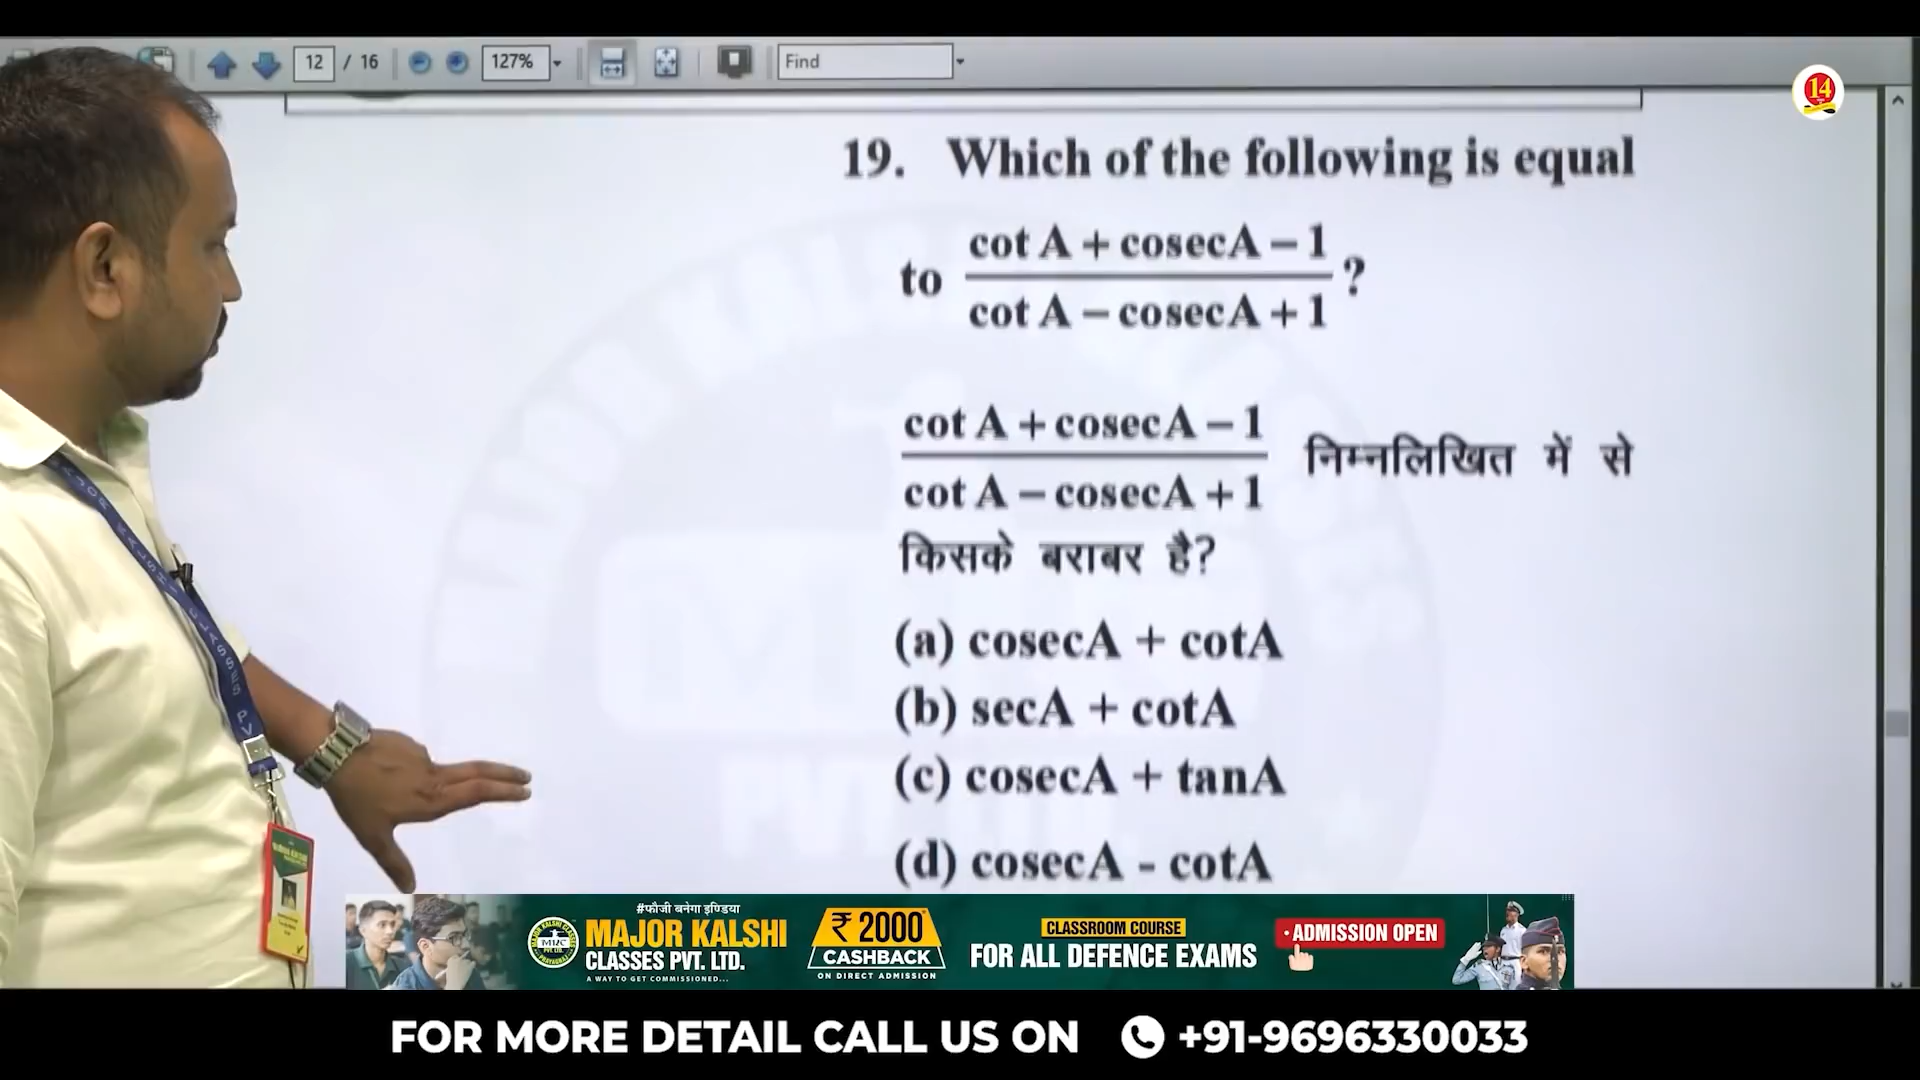 12 / 16
127%
Find
14
19. Which of the following is equal
to \frac{cot A + cosecA – 1}{cot A – cosecA + 1} ?
\frac{cot A + cosecA – 1}{cot A – cosecA + 1} निम्नलिखित में से
किसके बराबर है?
(a) cosecA + cotA
(b) secA + cotA
(c) cosecA + tanA
(d) cosecA - cotA
#फौजी बनेगा इण्डिया
MAJOR KALSHI
CLASSES PVT. LTD.
A WAY TO GET COMMISSIONED...
₹ 2000
CASHBACK
ON DIRECT ADMISSION
CLASSROOM COURSE
FOR ALL DEFENCE EXAMS
ADMISSION OPEN
FOR MORE DETAIL CALL US ON +91-9696330033